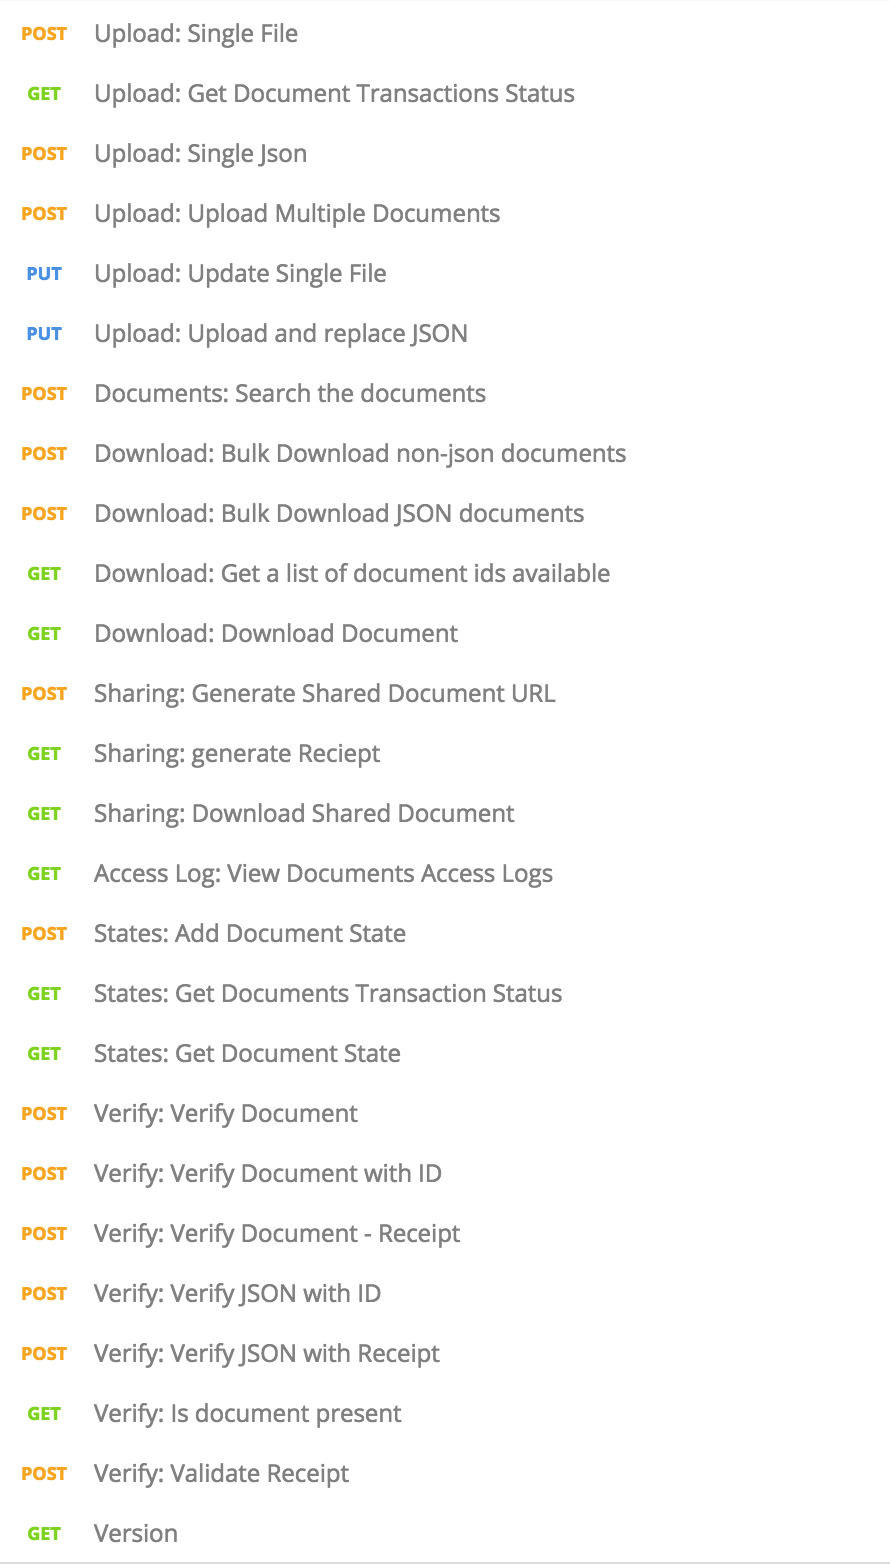 POST Upload: Single File
GET Upload: Get Document Transactions Status
POST Upload: Single Json
POST Upload: Upload Multiple Documents
PUT Upload: Update Single File
PUT Upload: Upload and replace JSON
POST Documents: Search the documents
POST Download: Bulk Download non-json documents
POST Download: Bulk Download JSON documents
GET Download: Get a list of document ids available
GET Download: Download Document
POST Sharing: Generate Shared Document URL
GET Sharing: generate Reciept
GET Sharing: Download Shared Document
GET Access Log: View Documents Access Logs
POST States: Add Document State
GET States: Get Documents Transaction Status
GET States: Get Document State
POST Verify: Verify Document
POST Verify: Verify Document with ID
POST Verify: Verify Document - Receipt
POST Verify: Verify JSON with ID
POST Verify: Verify JSON with Receipt
GET Verify: Is document present
POST Verify: Validate Receipt
GET Version